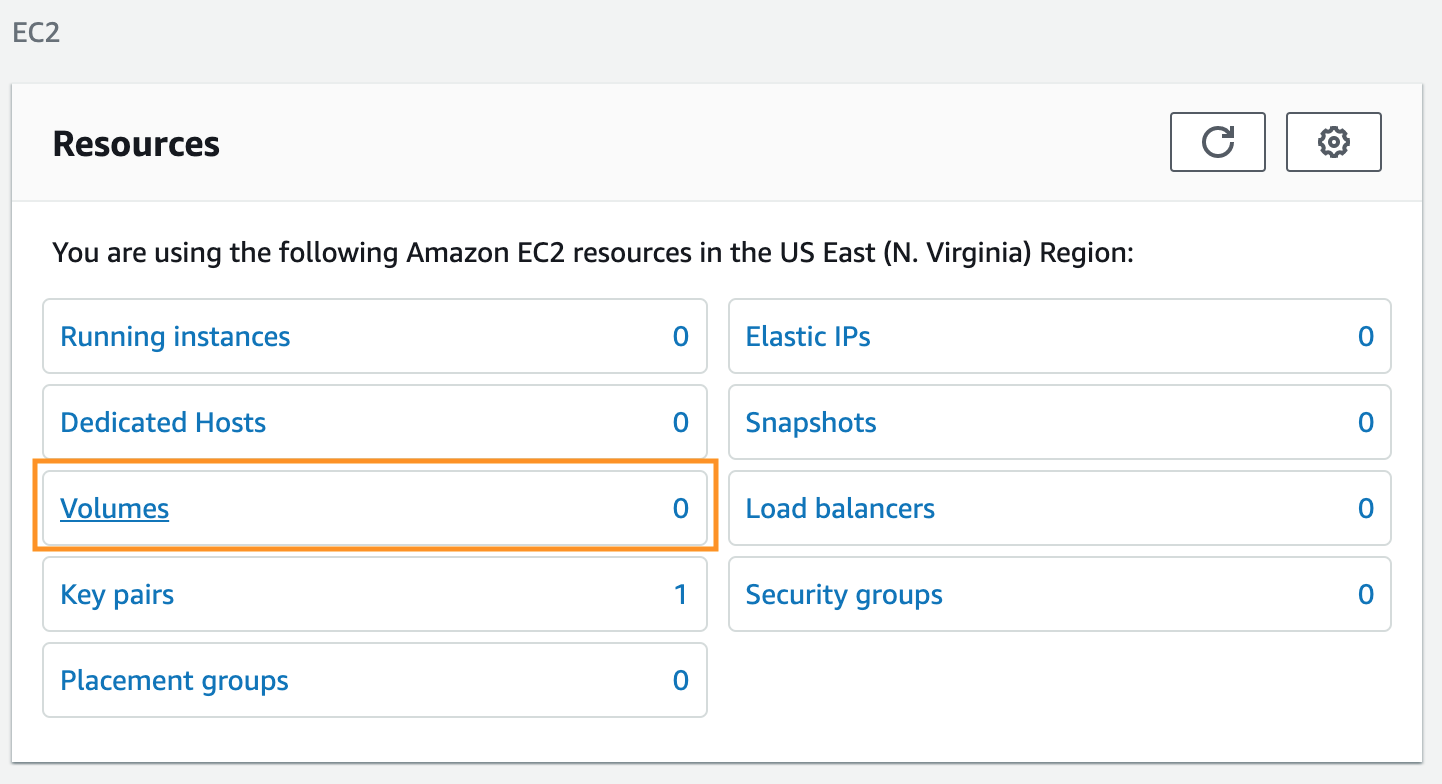 EC2
Resources
You are using the following Amazon EC2 resources in the US East (N. Virginia) Region:
Running instances 0
Elastic IPs 0
Dedicated Hosts 0
Snapshots 0
Volumes 0
Load balancers 0
Key pairs 1
Security groups 0
Placement groups 0